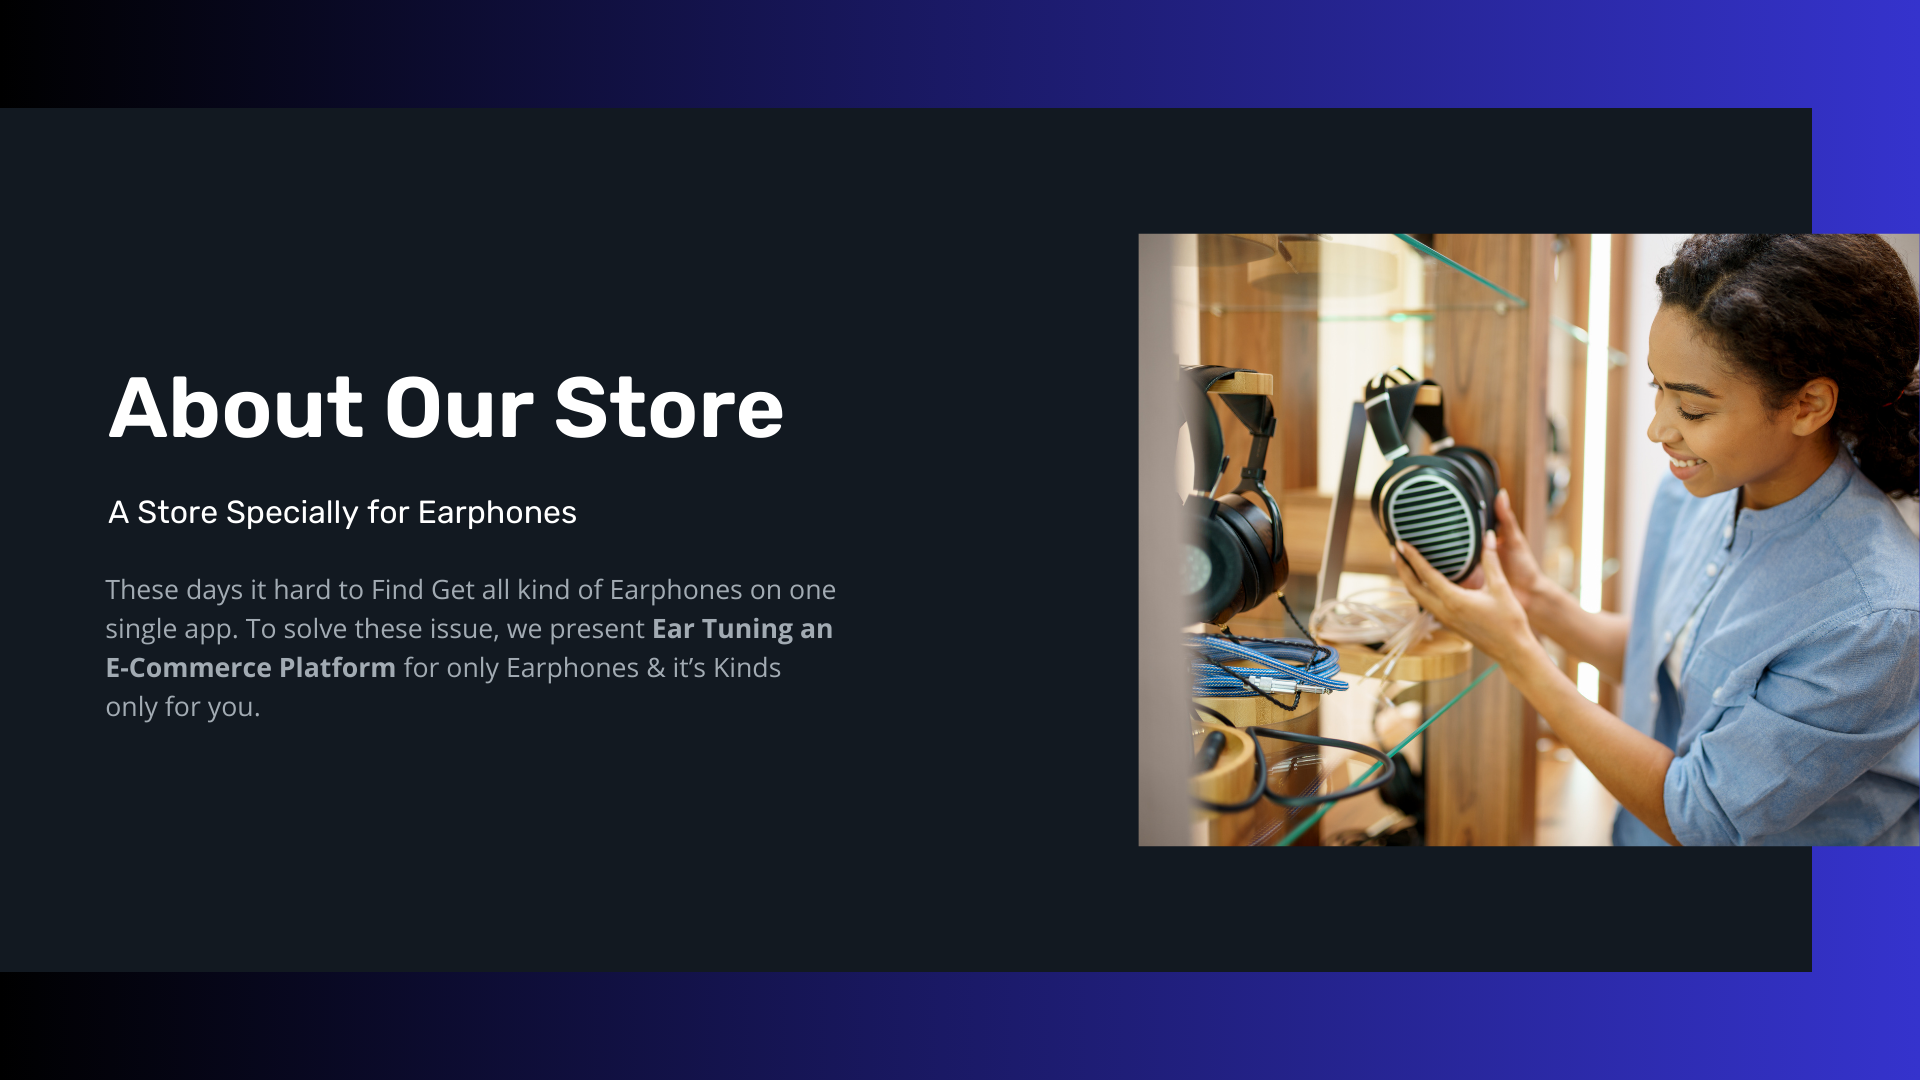 About Our Store
A Store Specially for Earphones
These days it hard to Find Get all kind of Earphones on one
single app. To solve these issue, we present Ear Tuning an
E-Commerce Platform for only Earphones & it’s Kinds
only for you.